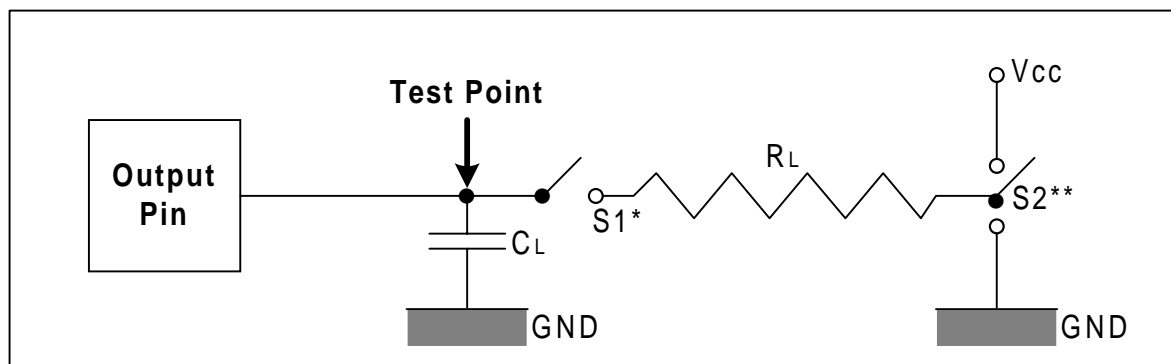 Test Point
Vcc
Output
Pin
RL
S1*
S2**
CL
GND
GND